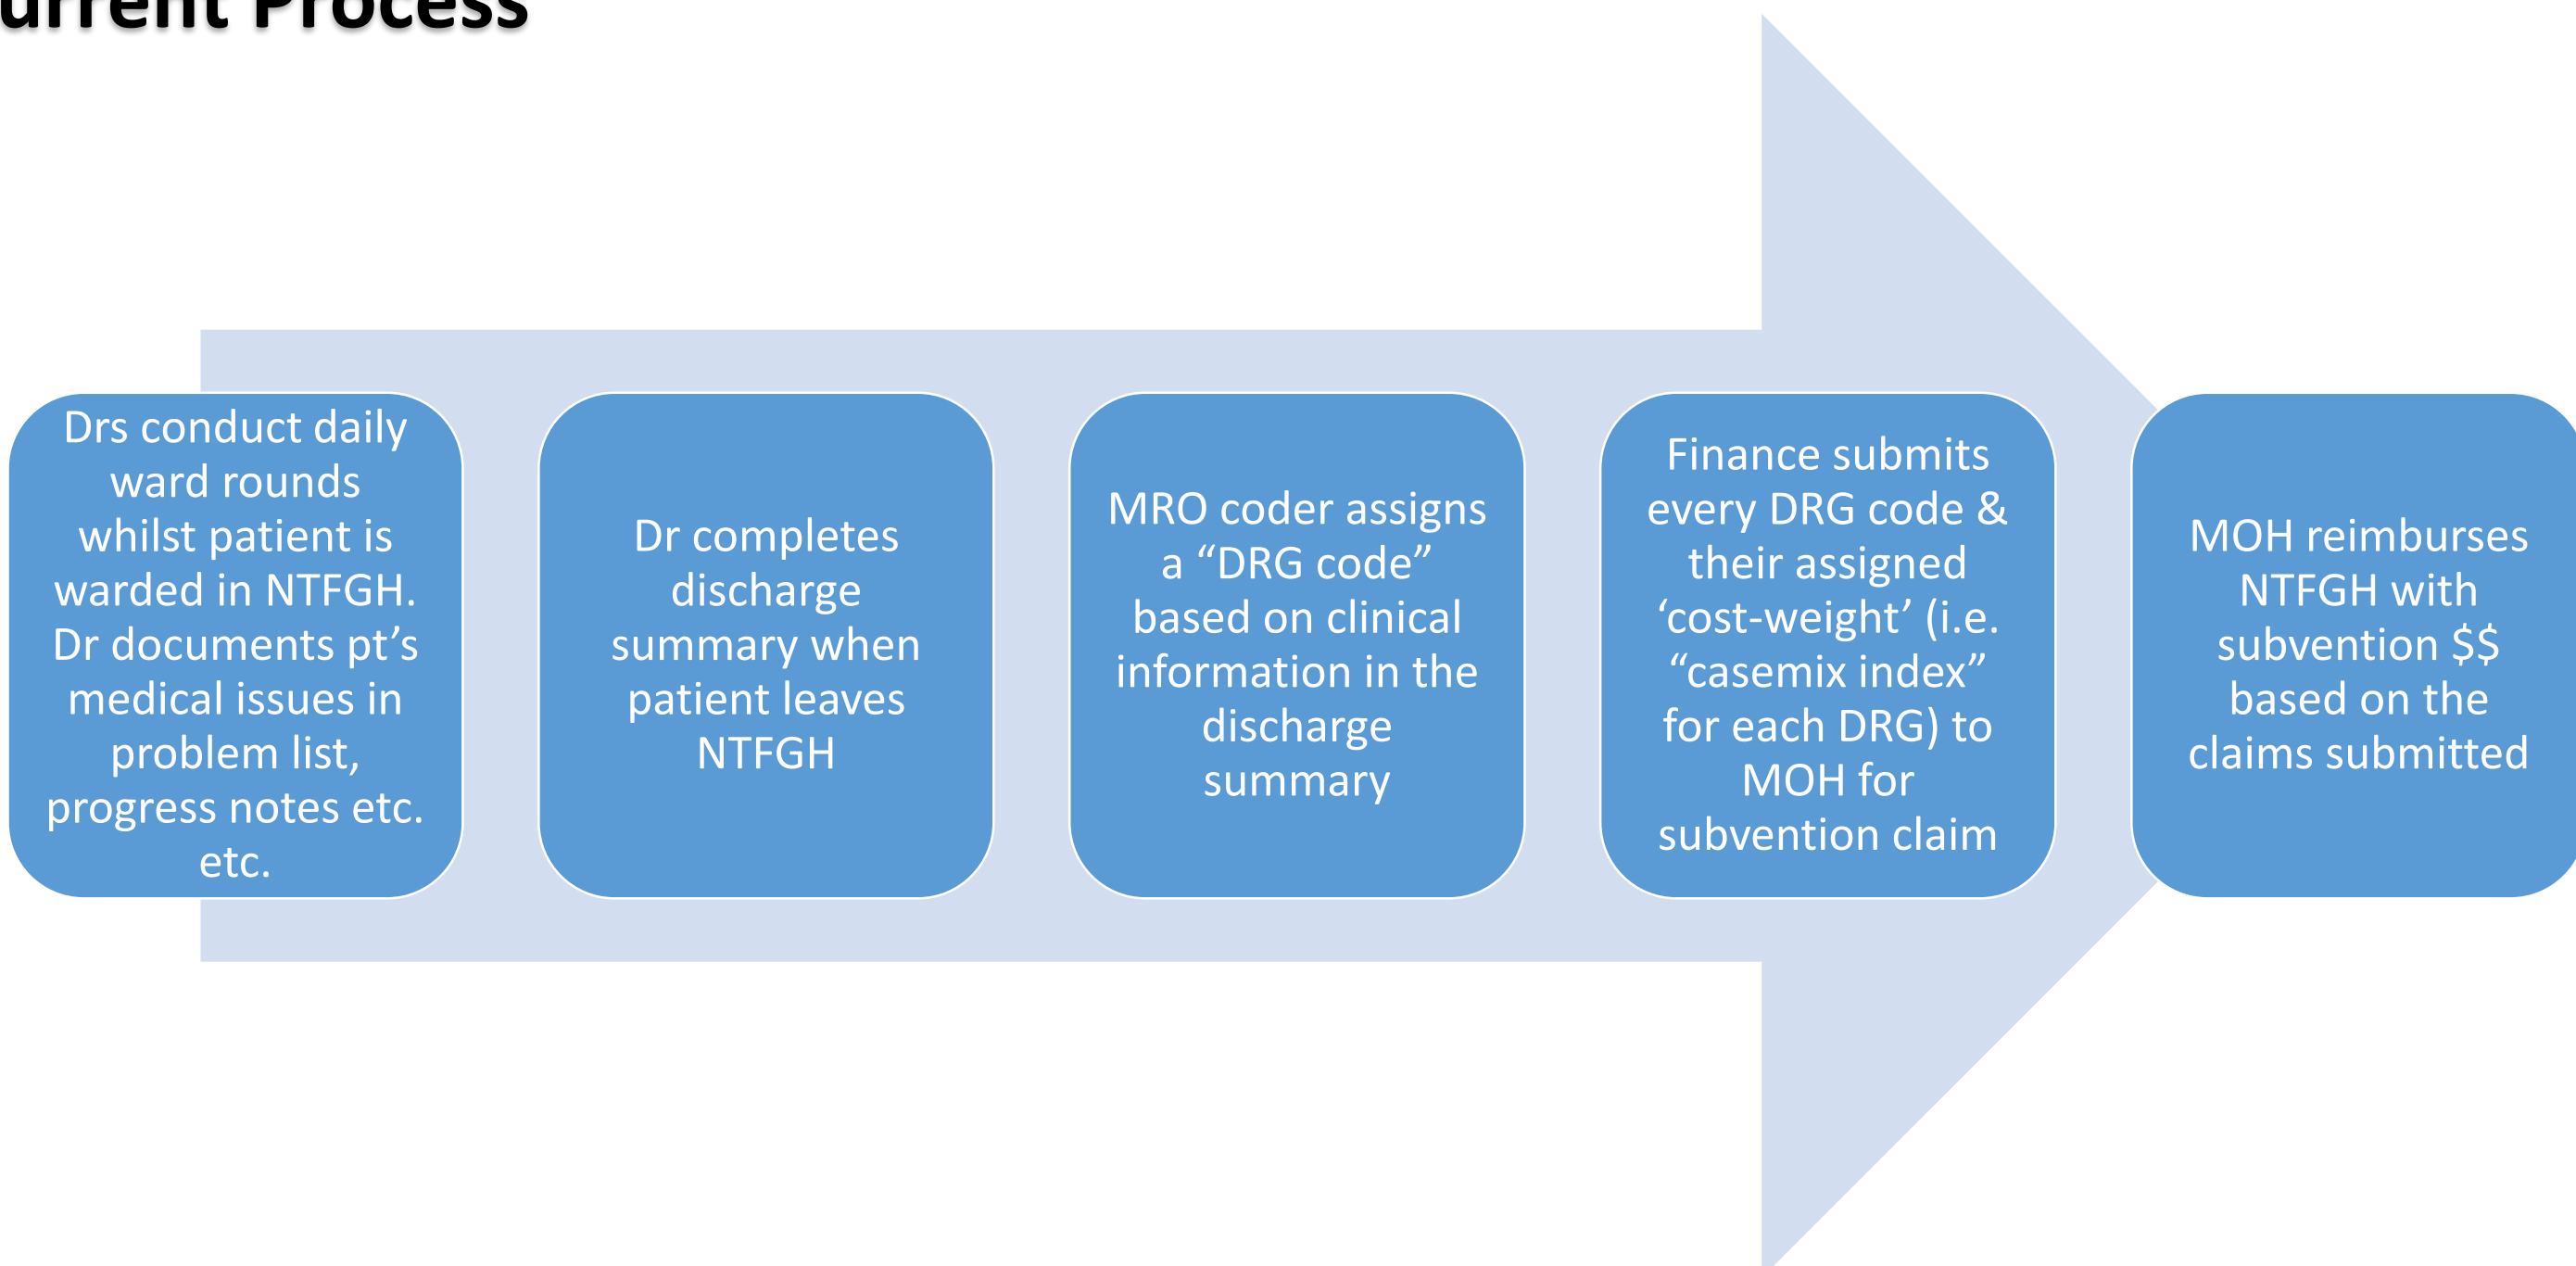 urrent Process
Drs conduct daily
ward rounds
whilst patient is
warded in NTFGH.
Dr documents pt’s
medical issues in
problem list,
progress notes etc.
etc.
Dr completes
discharge
summary when
patient leaves
NTFGH
MRO coder assigns
a “DRG code”
based on clinical
information in the
discharge
summary
Finance submits
every DRG code &
their assigned
‘cost-weight’ (i.e.
“casemix index”
for each DRG) to
MOH for
subvention claim
MOH reimburses
NTFGH with
subvention $$
based on the
claims submitted